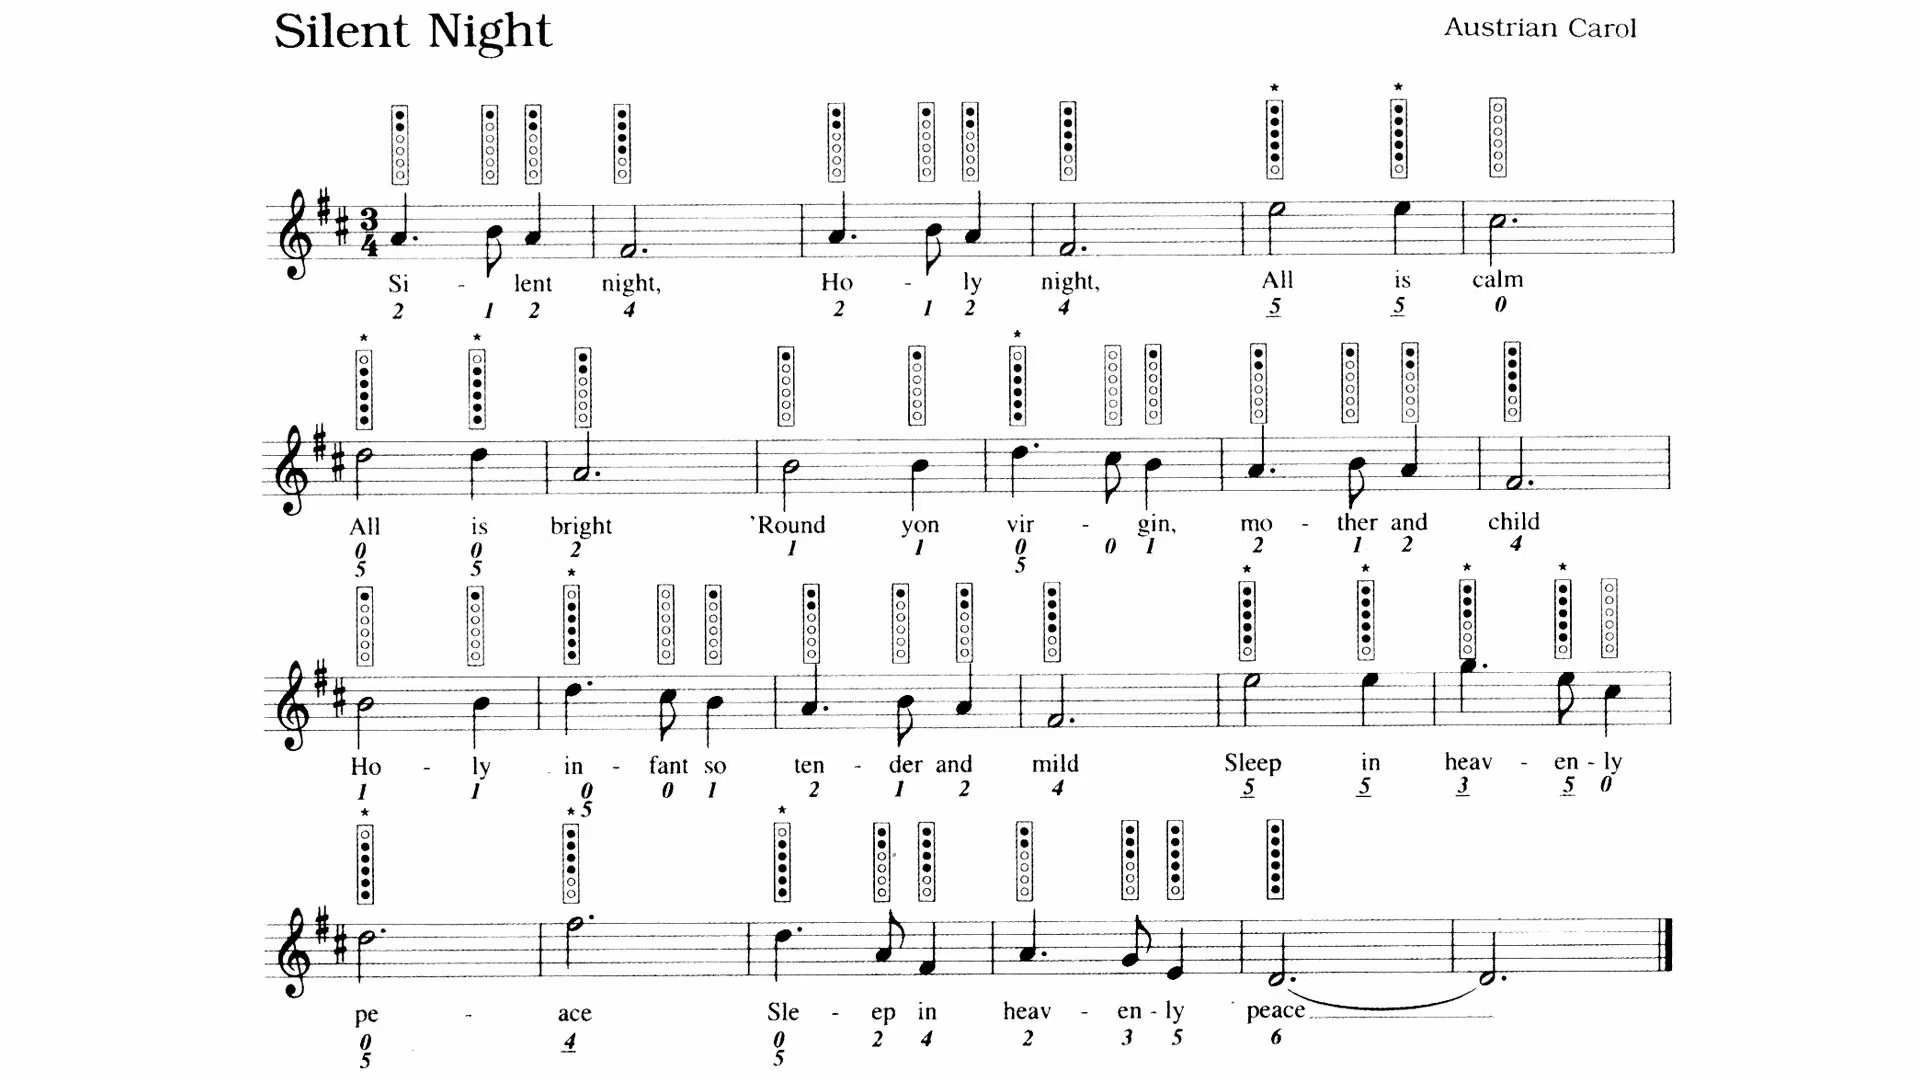 Silent Night Austrian Carol
3
4
Si - lent night, Ho - ly night, All is calm
2 1 2 4 2 1 2 4 5 5 0
All is bright 'Round yon vir - gin, mo - ther and child
0 0 2 1 1 0 0 1 2 1 2 4
5 5 5
Ho - ly in - fant so ten - der and mild Sleep in heav - en - ly
1 1 0 0 1 2 1 2 4 5 5 3 5 0
5
pe - ace Sle - ep in heav - en - ly peace
0 4 0 2 4 2 3 5 6
5 5